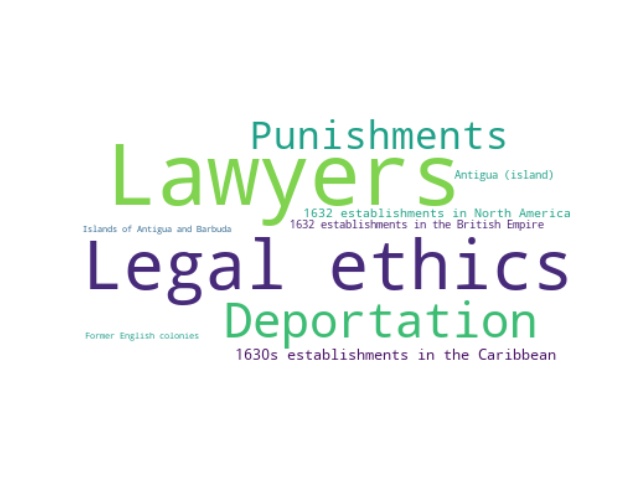 Punishments
Lawyers
Antigua (island)
1632 establishments in North America
1632 establishments in the British Empire
Islands of Antigua and Barbuda
Legal ethics
Deportation
Former English colonies
1630s establishments in the Caribbean